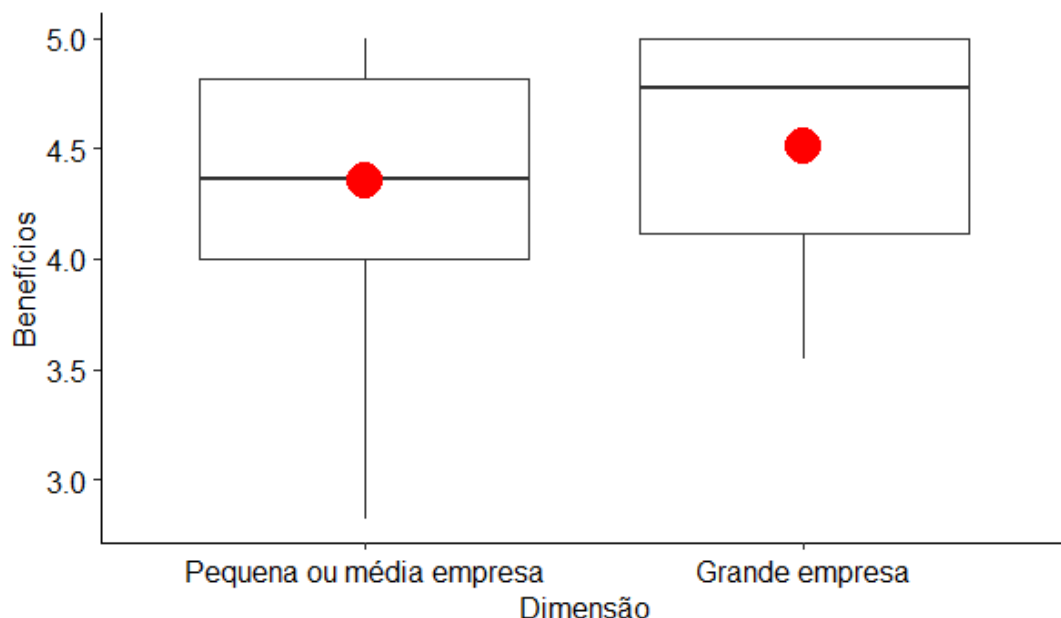 5.0
4.5
4.0
3.5
3.0
Benefícios
Pequena ou média empresa
Grande empresa
Dimensão